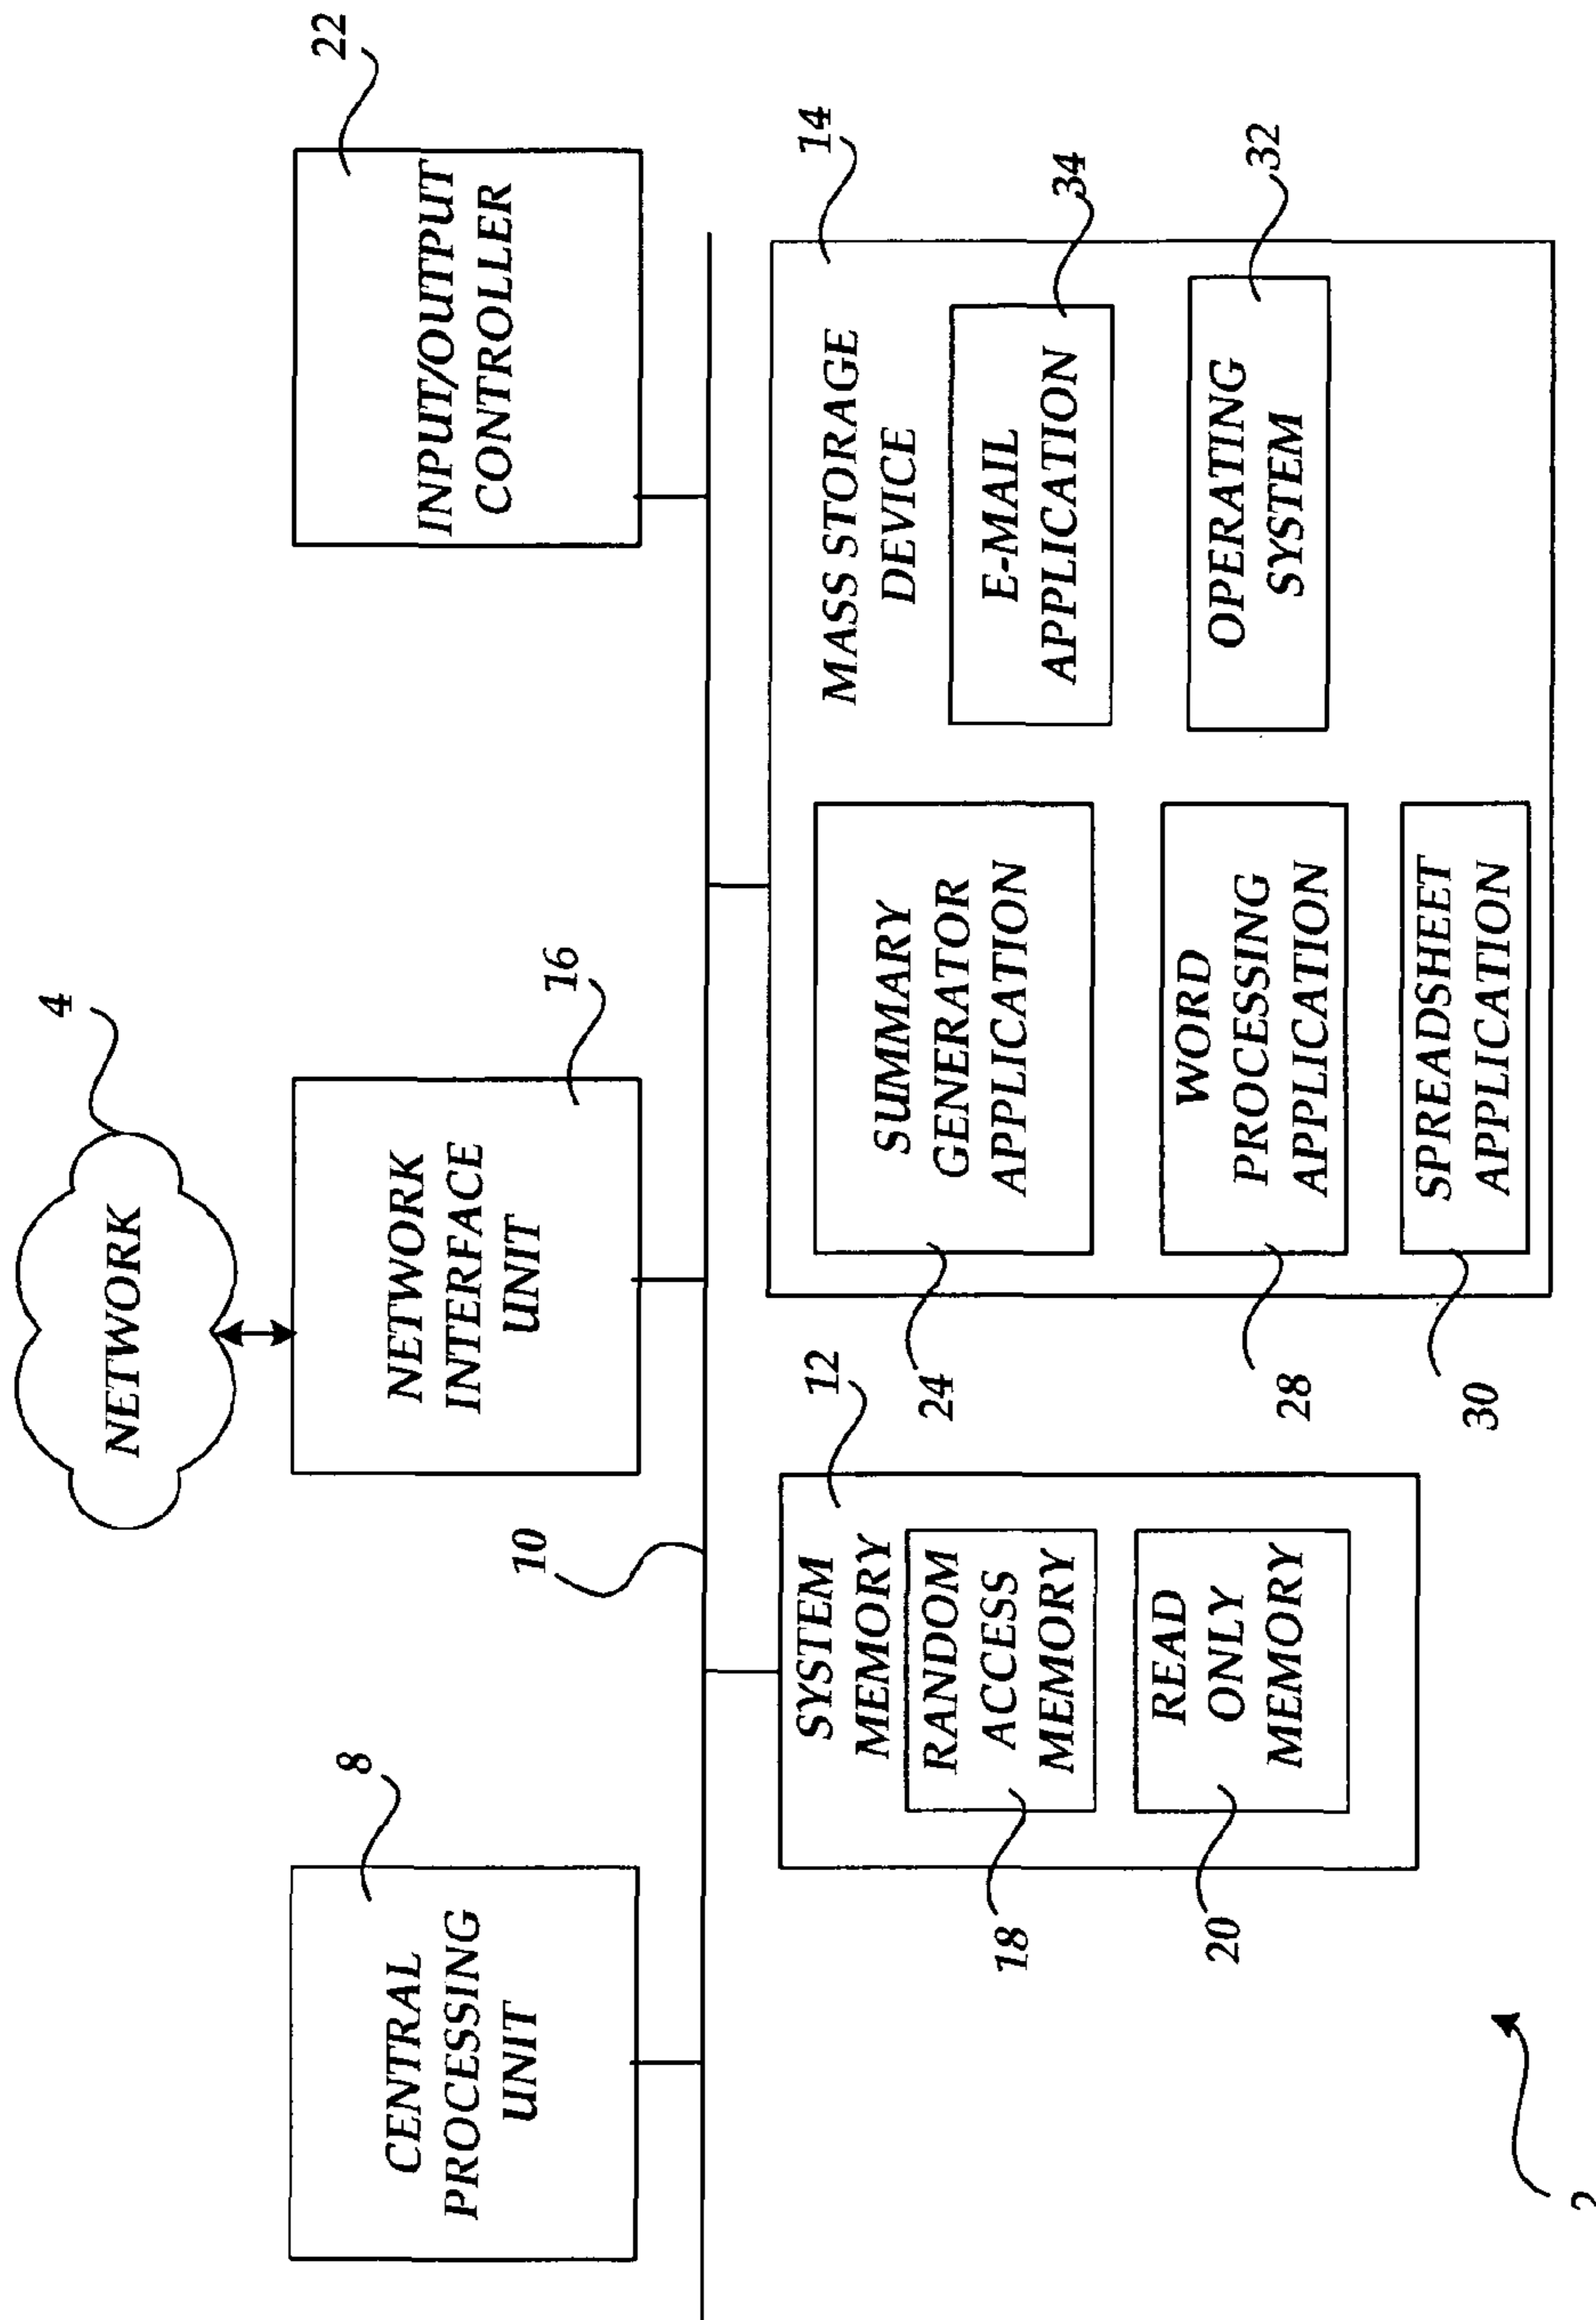 NETWORK
4
CENTRAL
PROCESSING
UNIT
8
NETWORK
INTERFACE
UNIT
16
INPUT/OUTPUT
CONTROLLER
22
10
SYSTEM
MEMORY
12
RANDOM
ACCESS
MEMORY
18
READ
ONLY
MEMORY
20
MASS STORAGE
DEVICE
14
SUMMARY
GENERATOR
APPLICATION
24
E-MAIL
APPLICATION
34
WORD
PROCESSING
APPLICATION
28
OPERATING
SYSTEM
32
SPREADSHEET
APPLICATION
30
2